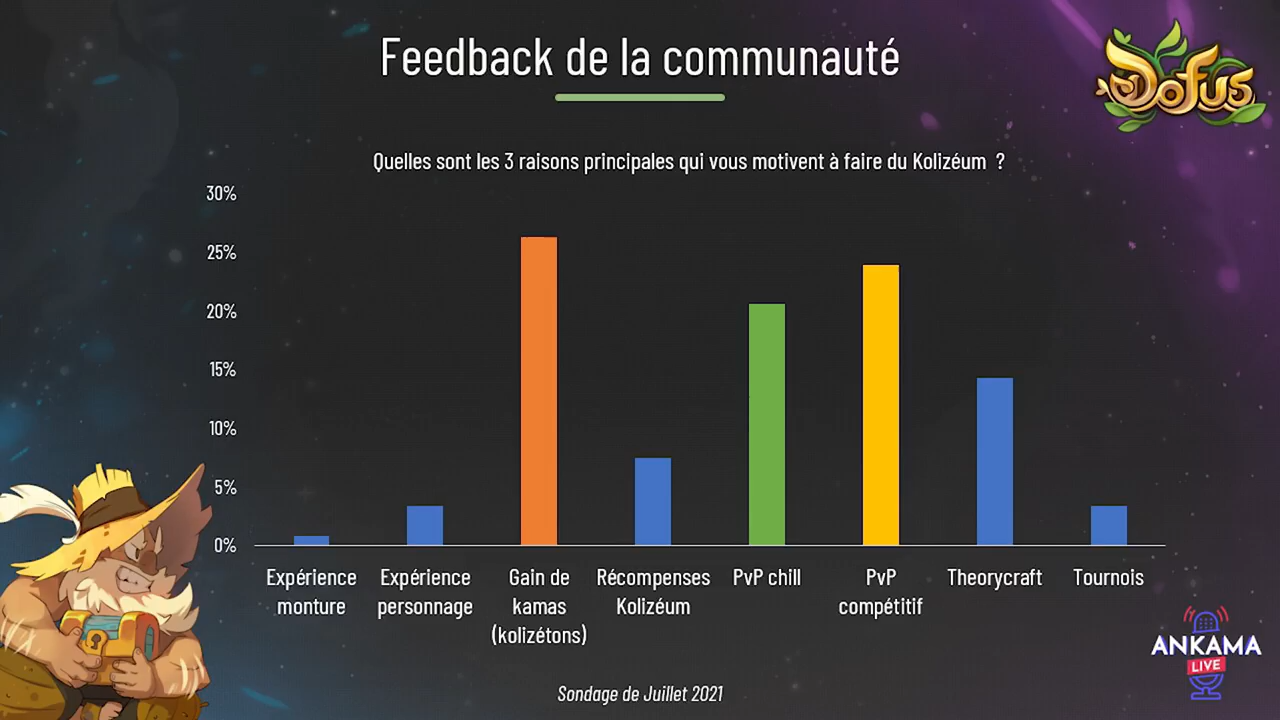 Feedback de la communauté
DOFUS
Quelles sont les 3 raisons principales qui vous motivent à faire du Kolizéum ?
30%
25%
20%
15%
10%
5%
0%
Expérience
monture
Expérience
personnage
Gain de
kamas
(kolizétons)
Récompenses
Kolizéum
PvP chill
PvP
compétitif
Theorycraft
Tournois
ANKAMA
LIVE
Sondage de Juillet 2021